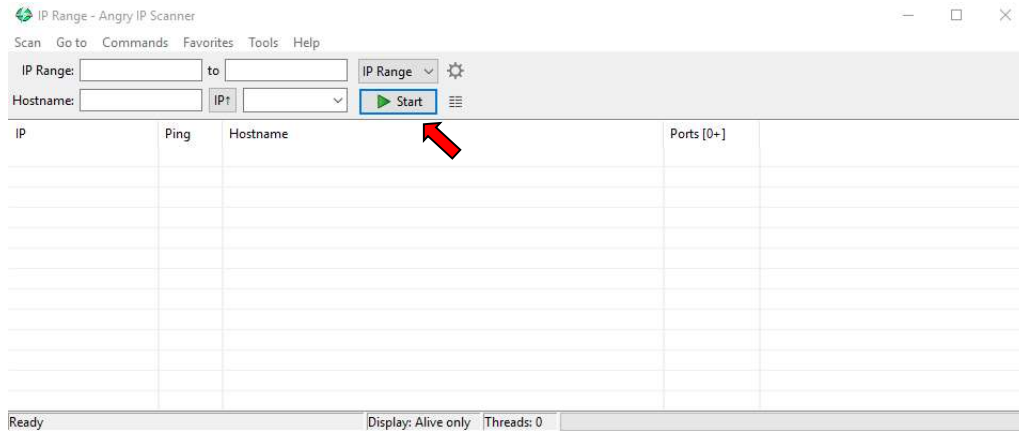 IP Range - Angry IP Scanner
Scan Go to Commands Favorites Tools Help
IP Range: to IP Range
Hostname: IP↑ Start
IP Ping Hostname Ports [0+]
Ready Display: Alive only Threads: 0